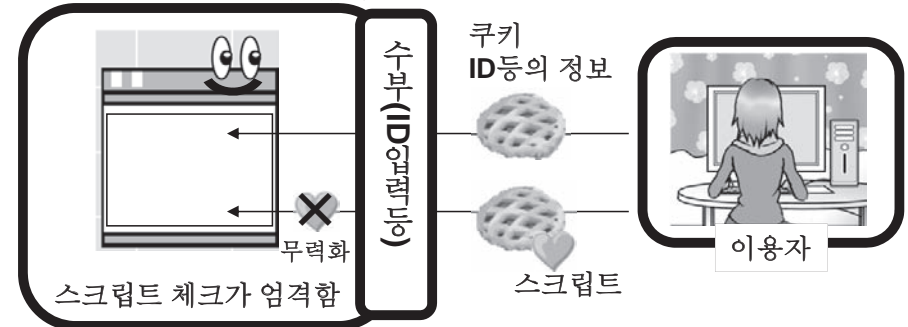 쿠키
ID등의 정보
수부(ID입력등)
무력화
스크립트
이용자
스크립트 체크가 엄격함